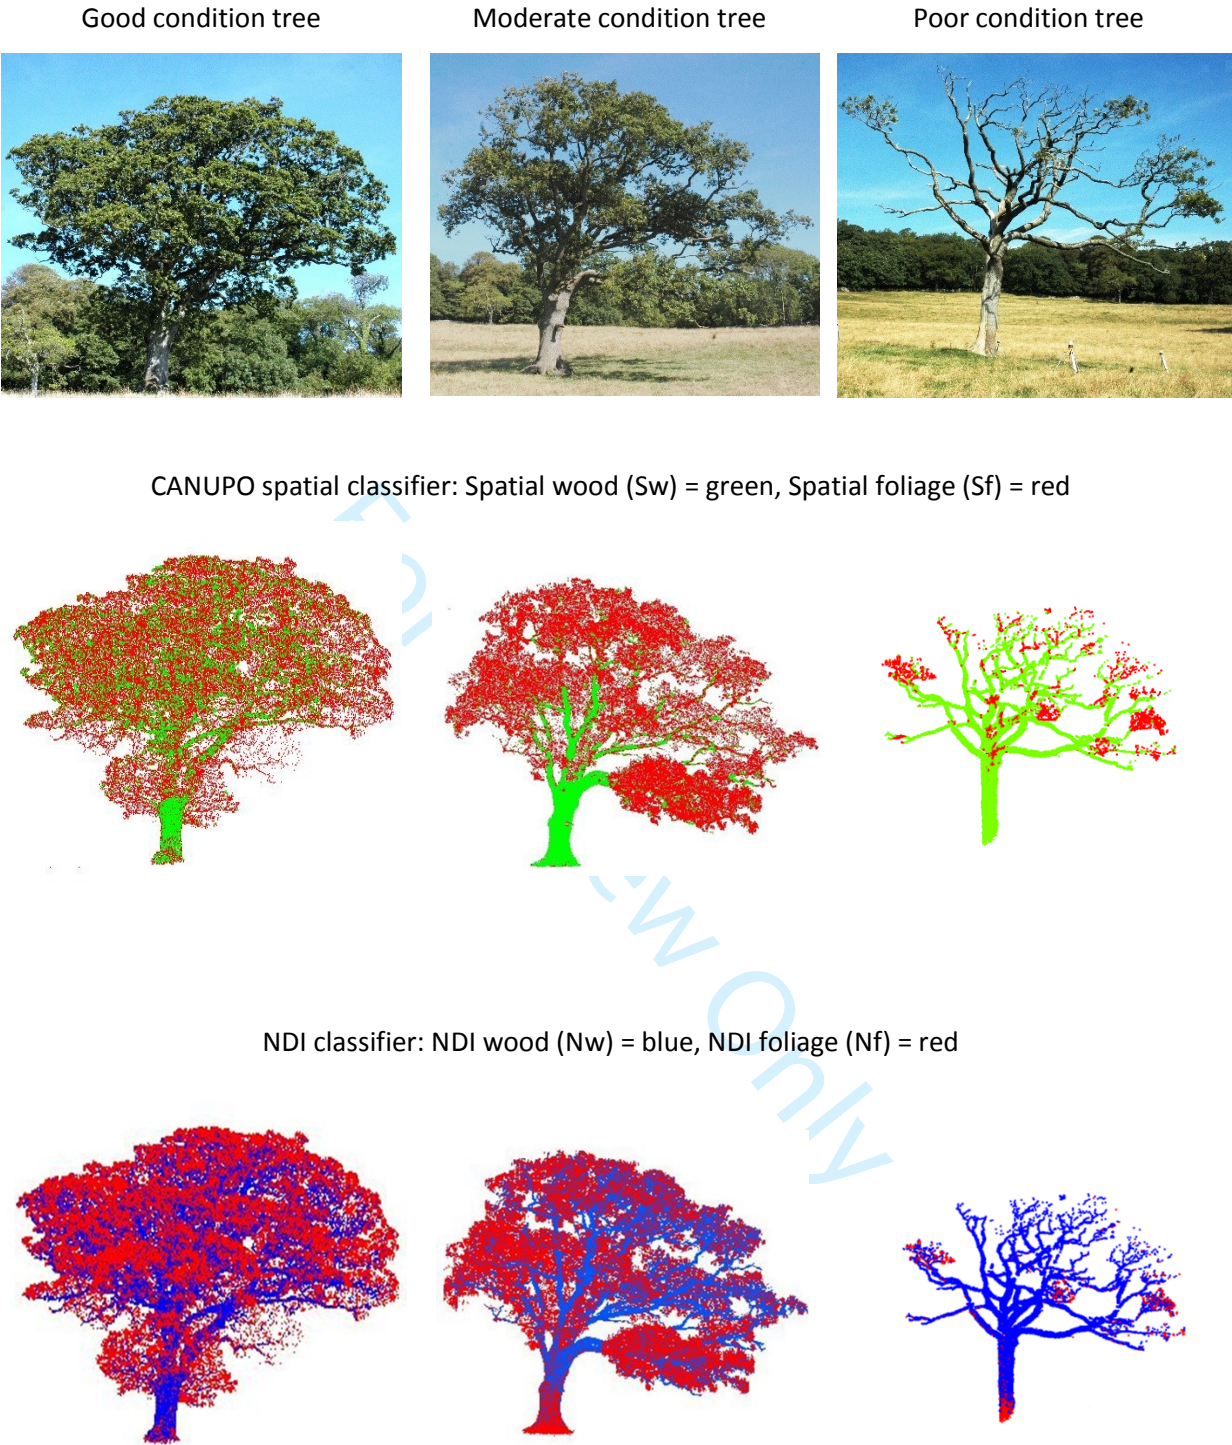 Good condition tree
Moderate condition tree
Poor condition tree
CANUPO spatial classifier: Spatial wood (Sw) = green, Spatial foliage (Sf) = red
NDI classifier: NDI wood (Nw) = blue, NDI foliage (Nf) = red
Only